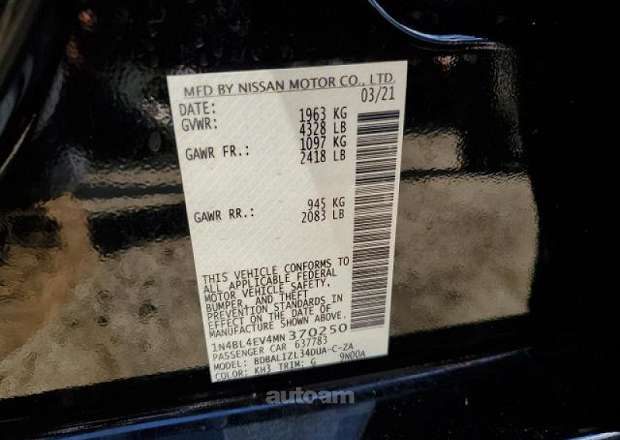 MFD BY NISSAN MOTOR CO., LTD.
DATE: 03/21
GVWR: 1963 KG
4328 LB
GAWR FR.: 1097 KG
2418 LB
GAWR RR.: 945 KG
2083 LB
THIS VEHICLE CONFORMS TO
ALL APPLICABLE FEDERAL
MOTOR VEHICLE SAFETY,
BUMPER, AND THEFT
PREVENTION STANDARDS IN
EFFECT ON THE DATE OF
MANUFACTURE SHOWN ABOVE.
1N4BL4EV4MN 370250
PASSENGER CAR 637783
MODEL: BDBALIZL34DUA-C-ZA
COLOR: KH3 TRIM: G 9N00A
autoam